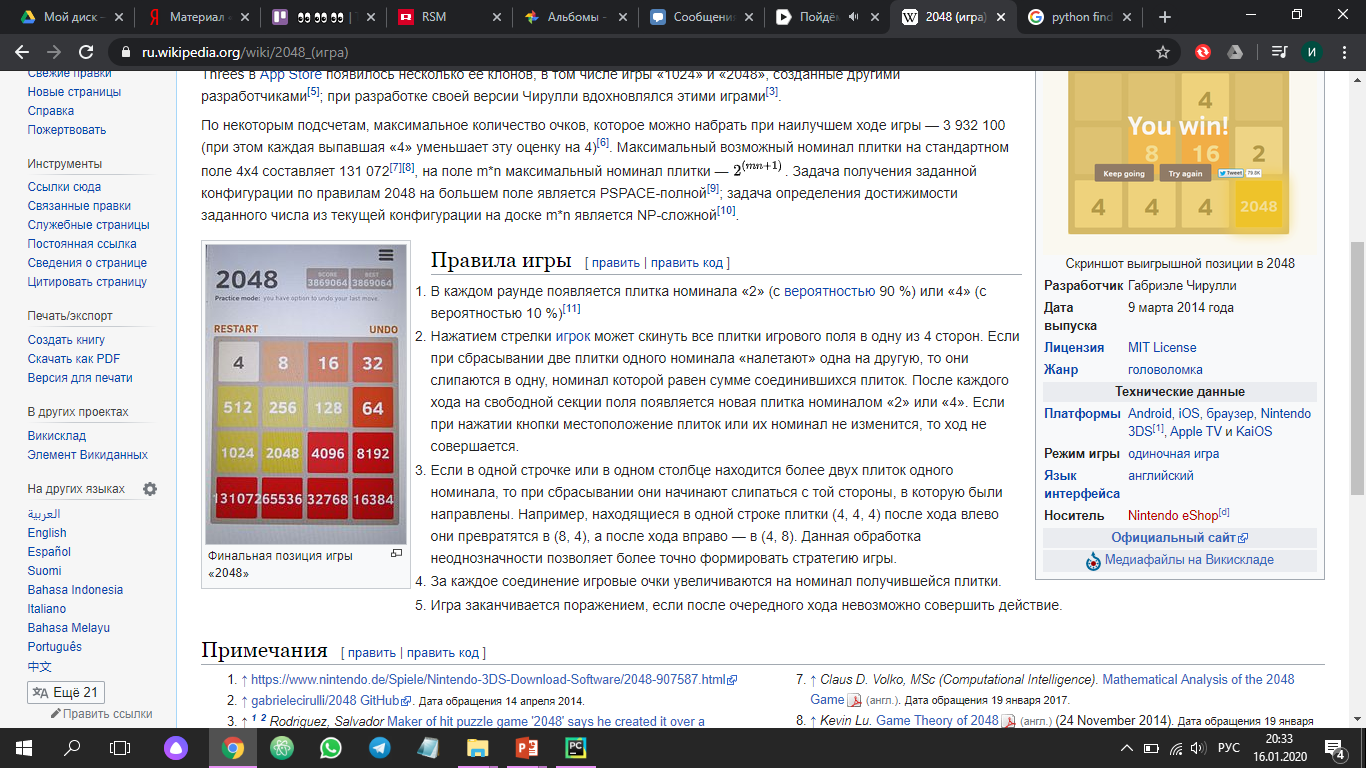 Мой диск –
Материал «
RSM
Альбомы -
Сообщения
Пойдём
2048 (игра)
python find
ru.wikipedia.org/wiki/2048_(игра)
И
Свежие правки
Новые страницы
Справка
Пожертвовать
Инструменты
Ссылки сюда
Связанные правки
Служебные страницы
Постоянная ссылка
Сведения о странице
Цитировать страницу
Печать/экспорт
Создать книгу
Скачать как PDF
Версия для печати
В других проектах
Викисклад
Элемент Викиданных
На других языках
العربية
English
Español
Suomi
Bahasa Indonesia
Italiano
Bahasa Melayu
Português
中文
Ещё 21
Править ссылки
Threes в App Store появилось несколько её клонов, в том числе игры «1024» и «2048», созданные другими
разработчиками[5]; при разработке своей версии Чирулли вдохновлялся этими играми[3].
По некоторым подсчетам, максимальное количество очков, которое можно набрать при наилучшем ходе игры — 3 932 100
(при этом каждая выпавшая «4» уменьшает эту оценку на 4)[6]. Максимальный возможный номинал плитки на стандартном
поле 4x4 составляет 131 072[7][8], на поле m*n максимальный номинал плитки — 2^(mn+1) . Задача получения заданной
конфигурации по правилам 2048 на большем поле является PSPACE-полной[9]; задача определения достижимости
заданного числа из текущей конфигурации на доске m*n является NP-сложной[10].
2048
SCORE
3869064
BEST
3869064
Practice mode: you have option to undo your last move.
RESTART UNDO
4 8 16 32
512 256 128 64
1024 2048 4096 8192
131072 65536 32768 16384
Финальная позиция игры
«2048»
Правила игры [ править | править код ]
1. В каждом раунде появляется плитка номинала «2» (с вероятностью 90 %) или «4» (с
вероятностью 10 %)[11]
2. Нажатием стрелки игрок может скинуть все плитки игрового поля в одну из 4 сторон. Если
при сбрасывании две плитки одного номинала «налетают» одна на другую, то они
слипаются в одну, номинал которой равен сумме соединившихся плиток. После каждого
хода на свободной секции поля появляется новая плитка номиналом «2» или «4». Если
при нажатии кнопки местоположение плиток или их номинал не изменится, то ход не
совершается.
3. Если в одной строчке или в одном столбце находится более двух плиток одного
номинала, то при сбрасывании они начинают слипаться с той стороны, в которую были
направлены. Например, находящиеся в одной строке плитки (4, 4, 4) после хода влево
они превратятся в (8, 4), а после хода вправо — в (4, 8). Данная обработка
неоднозначности позволяет более точно формировать стратегию игры.
4. За каждое соединение игровые очки увеличиваются на номинал получившейся плитки.
5. Игра заканчивается поражением, если после очередного хода невозможно совершить действие.
4
You win!
8 16 2
Keep going Try again Tweet 79.8K
4 4 4 2048
Скриншот выигрышной позиции в 2048
Разработчик Габриэле Чирулли
Дата 9 марта 2014 года
выпуска
Лицензия MIT License
Жанр головоломка
Технические данные
Платформы Android, iOS, браузер, Nintendo
3DS[1], Apple TV и KaiOS
Режим игры одиночная игра
Язык английский
интерфейса
Носитель Nintendo eShop[d]
Официальный сайт
Медиафайлы на Викискладе
Примечания [ править | править код ]
1. ↑ https://www.nintendo.de/Spiele/Nintendo-3DS-Download-Software/2048-907587.html
2. ↑ gabrielecirulli/2048 GitHub. Дата обращения 14 апреля 2014.
3. ↑ 1 2 Rodriguez, Salvador Maker of hit puzzle game '2048' says he created it over a
7. ↑ Claus D. Volko, MSc (Computational Intelligence). Mathematical Analysis of the 2048
Game (англ.). Дата обращения 19 января 2017.
8. ↑ Kevin Lu. Game Theory of 2048 (англ.) (24 November 2014). Дата обращения 19 января
РУС
20:33
16.01.2020
4